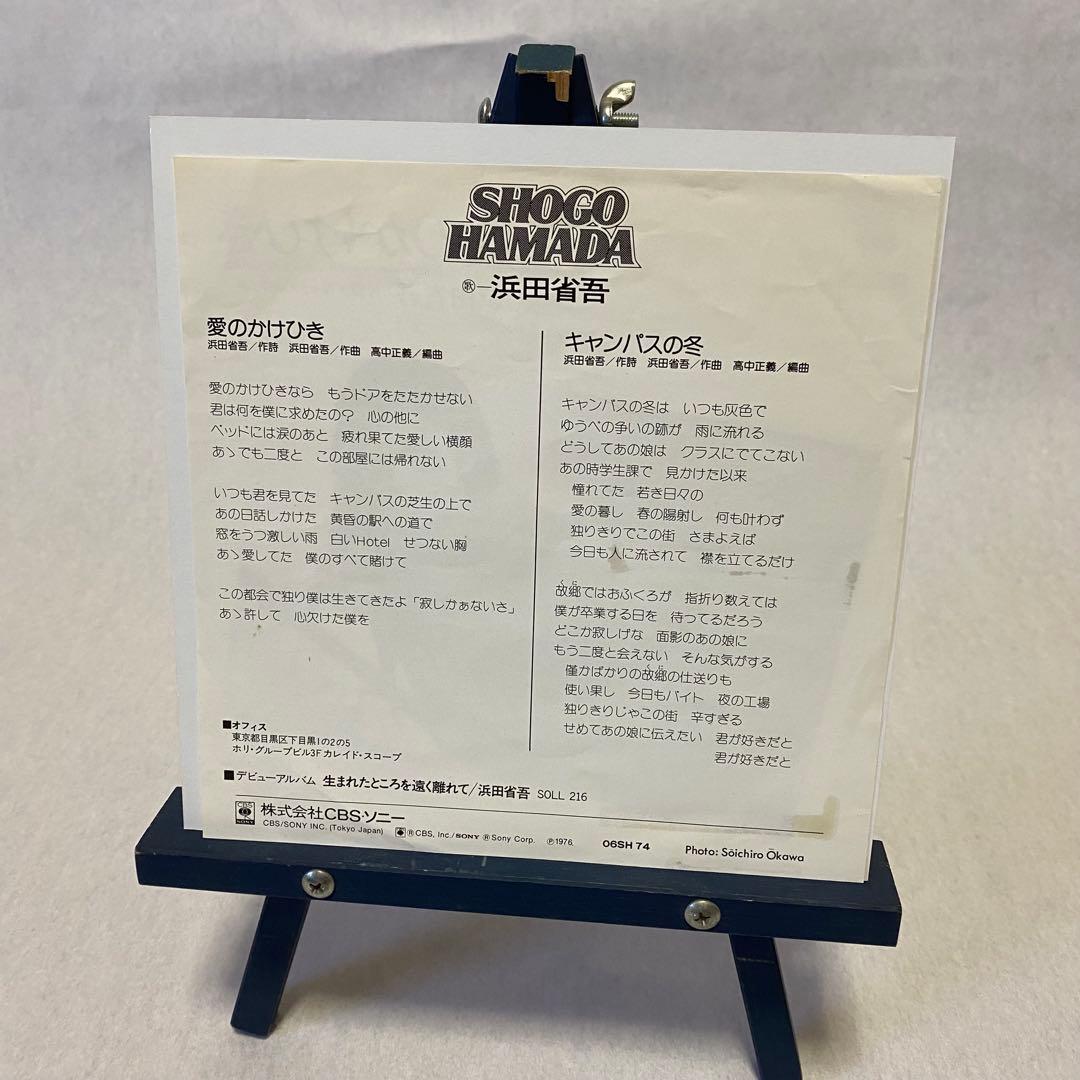 SHOGO
HAMADA
歌—浜田省吾
愛のかけひき
浜田省吾／作詩　浜田省吾／作曲　高中正義／編曲
愛のかけひきなら　もうドアをたたかせない
君は何を僕に求めたの？　心の他に
ベッドには涙のあと　疲れ果てた愛しい横顔
あゝでも二度と　この部屋には帰れない
いつも君を見てた　キャンパスの芝生の上で
あの日話しかけた　黄昏の駅への道で
窓をうつ激しい雨　白いHotel　せつない胸
あゝ愛してた　僕のすべて賭けて
この都会で独り僕は生きてきたよ「寂しかぁないさ」
あゝ許して　心欠けた僕を
■オフィス
東京都目黒区下目黒1の2の5
ホリ・グループビル3F カレイド・スコープ
キャンパスの冬
浜田省吾／作詩　浜田省吾／作曲　高中正義／編曲
キャンパスの冬は　いつも灰色で
ゆうべの争いの跡が　雨に流れる
どうしてあの娘は　クラスにでてこない
あの時学生課で　見かけた以来
憧れてた　若き日々の
愛の暮し　春の陽射し　何も叶わず
独りきりでこの街　さまよえば
今日も人に流されて　襟を立てるだけ
故郷ではおふくろが　指折り数えては
僕が卒業する日を　待ってるだろう
どこか寂しげな　面影のあの娘に
もう二度と会えない　そんな気がする
僅かばかりの故郷の仕送りも
使い果し　今日もバイト　夜の工場
独りきりじゃこの街　辛すぎる
せめてあの娘に伝えたい　君が好きだと
君が好きだと
■デビューアルバム　生まれたところを遠く離れて／浜田省吾　SOLL 216
CBS SONY 株式会社CBS・ソニー
CBS/SONY INC. (Tokyo Japan)　®CBS, Inc./SONY ®Sony Corp.　Ⓟ1976.　06SH 74　Photo: Sōichiro Ōkawa